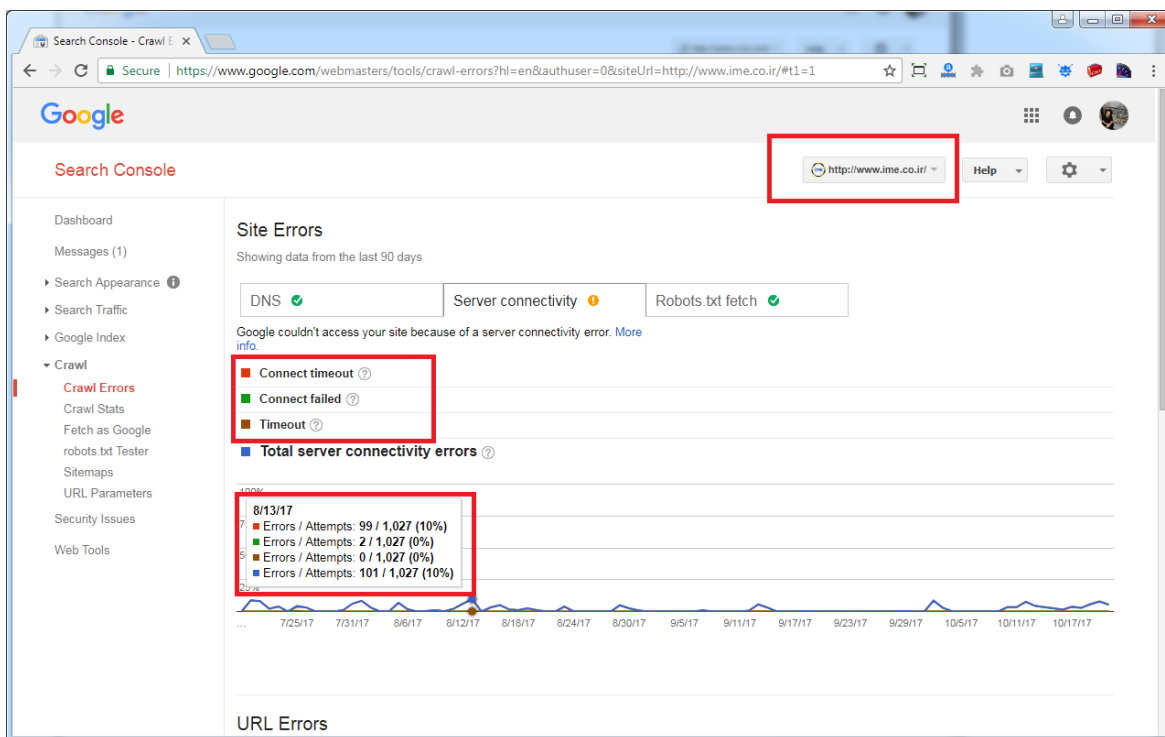 Search Console - Crawl E
Secure | https://www.google.com/webmasters/tools/crawl-errors?hl=en&authuser=0&siteUrl=http://www.ime.co.ir/#t1=1
Google
Search Console
http://www.ime.co.ir/
Help
Dashboard
Messages (1)
Search Appearance
Search Traffic
Google Index
Crawl
Crawl Errors
Crawl Stats
Fetch as Google
robots.txt Tester
Sitemaps
URL Parameters
Security Issues
Web Tools
Site Errors
Showing data from the last 90 days
DNS
Server connectivity
Robots.txt fetch
Google couldn't access your site because of a server connectivity error. More
info.
Connect timeout
Connect failed
Timeout
Total server connectivity errors
100%
8/13/17
Errors / Attempts: 99 / 1,027 (10%)
Errors / Attempts: 2 / 1,027 (0%)
Errors / Attempts: 0 / 1,027 (0%)
Errors / Attempts: 101 / 1,027 (10%)
25%
... 7/25/17 7/31/17 8/6/17 8/12/17 8/18/17 8/24/17 8/30/17 9/5/17 9/11/17 9/17/17 9/23/17 9/29/17 10/5/17 10/11/17 10/17/17
URL Errors